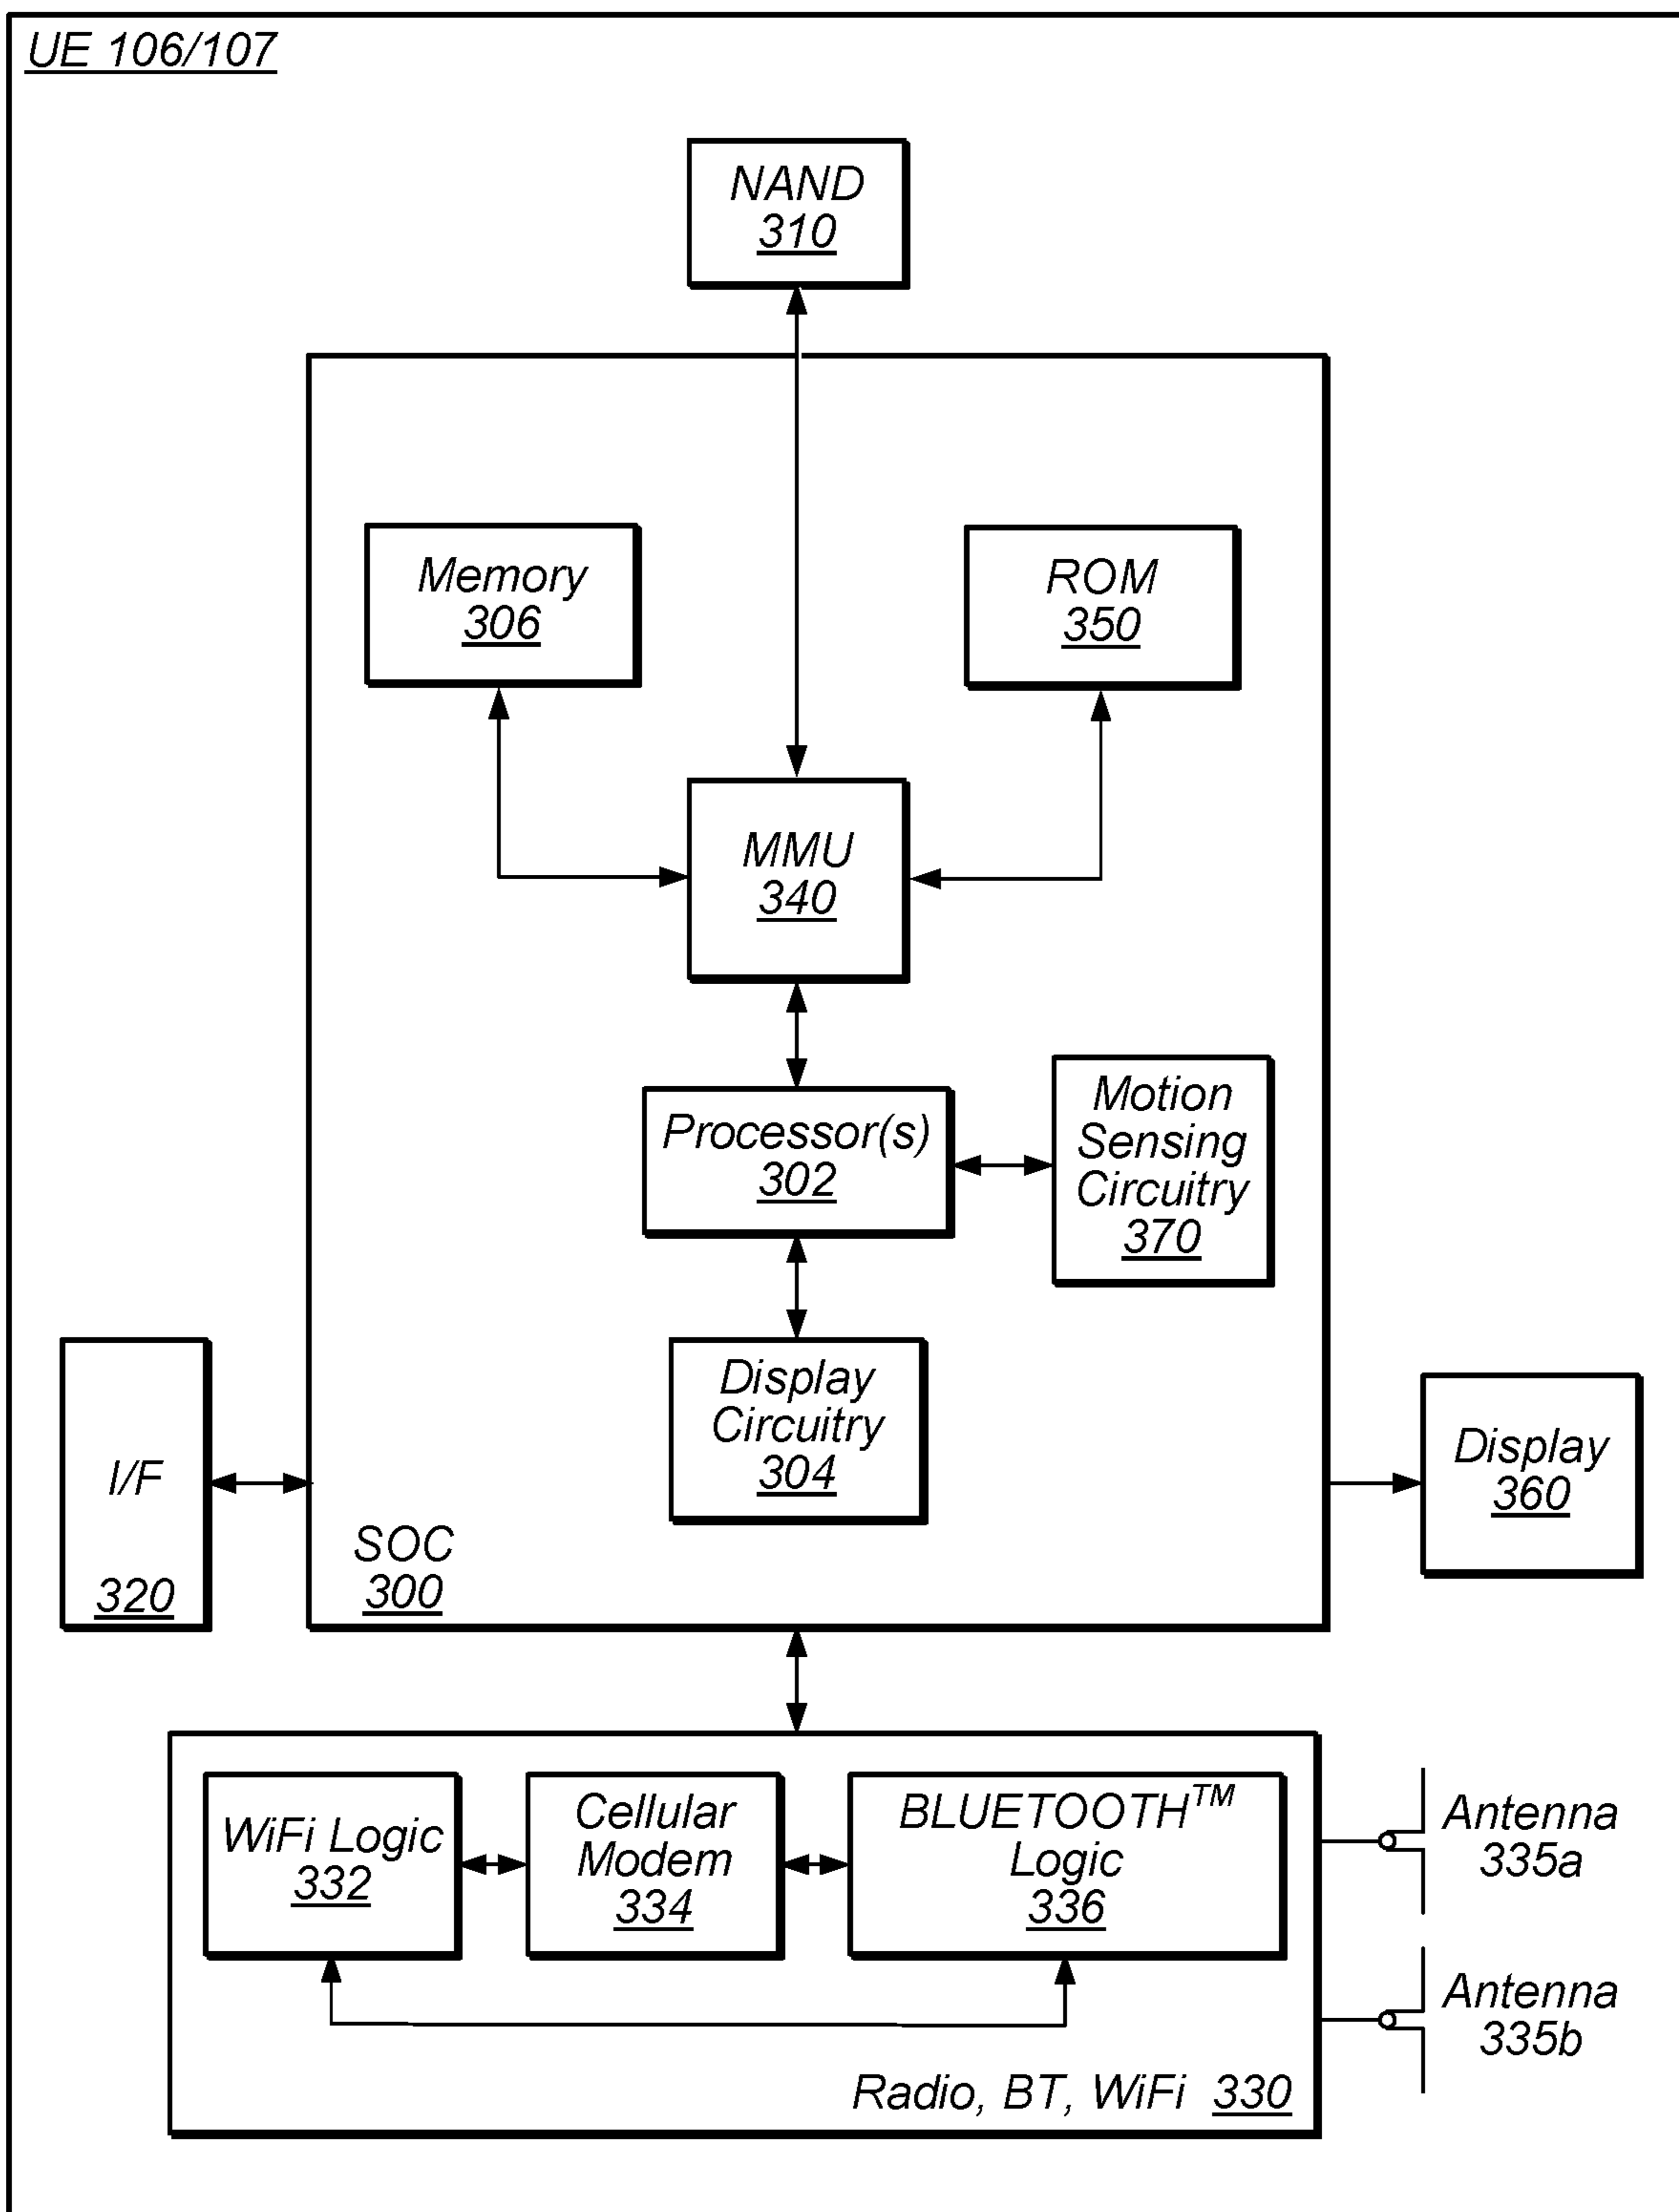 UE 106/107
NAND
310
Memory
306
ROM
350
MMU
340
Processor(s)
302
Motion
Sensing
Circuitry
370
Display
Circuitry
304
I/F
320
SOC
300
Display
360
WiFi Logic
332
Cellular
Modem
334
BLUETOOTH™
Logic
336
Antenna
335a
Antenna
335b
Radio, BT, WiFi 330